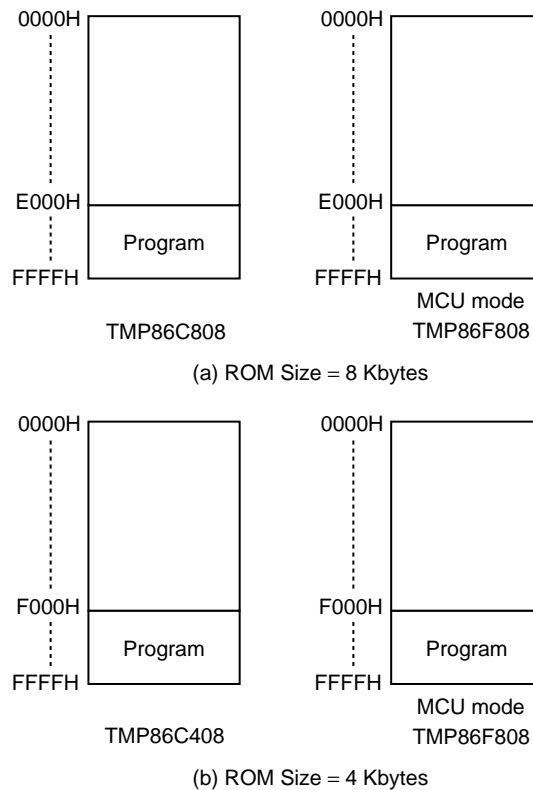 0000H 0000H
E000H E000H
Program Program
FFFFH FFFFH
MCU mode
TMP86C808 TMP86F808
(a) ROM Size = 8 Kbytes
0000H 0000H
F000H F000H
Program Program
FFFFH FFFFH
MCU mode
TMP86C408 TMP86F808
(b) ROM Size = 4 Kbytes